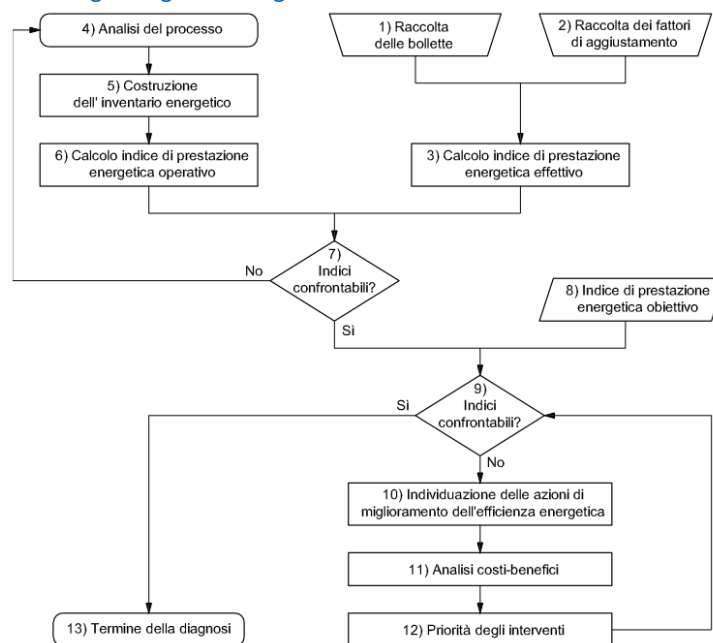 4) Analisi del processo
1) Raccolta
delle bollette
2) Raccolta dei fattori
di aggiustamento
5) Costruzione
dell' inventario energetico
6) Calcolo indice di prestazione
energetica operativo
3) Calcolo indice di prestazione
energetica effettivo
7)
Indici
confrontabili?
No
Sì
8) Indice di prestazione
energetica obiettivo
9)
Indici
confrontabili?
Sì
No
10) Individuazione delle azioni di
miglioramento dell'efficienza energetica
11) Analisi costi-benefici
12) Priorità degli interventi
13) Termine della diagnosi